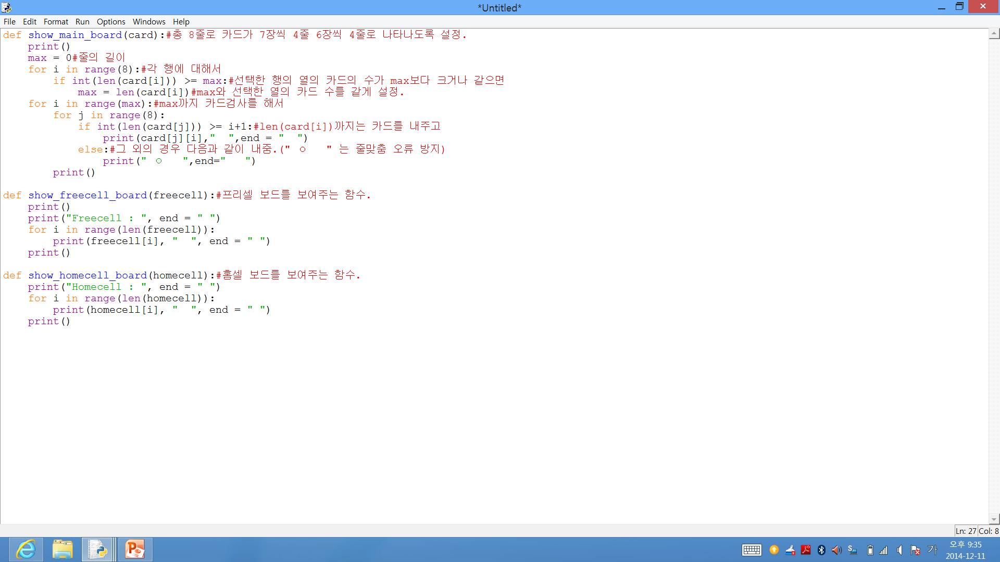 *Untitled*
File Edit Format Run Options Windows Help
def show_main_board(card):#총 8줄로 카드가 7장씩 4줄 6장씩 4줄로 나타나도록 설정.
    print()
    max = 0#줄의 길이
    for i in range(8):#각 행에 대해서
        if int(len(card[i])) >= max:#선택한 행의 열의 카드의 수가 max보다 크거나 같으면
            max = len(card[i])#max와 선택한 열의 카드 수를 같게 설정.
    for i in range(max):#max까지 카드검사를 해서
        for j in range(8):
            if int(len(card[j])) >= i+1:#len(card[i])까지는 카드를 내주고
                print(card[j][i],"  ",end = "  ")
            else:#그 외의 경우 다음과 같이 내줌.(" ㅇ   " 는 줄맞춤 오류 방지)
                print(" ㅇ   ",end="   ")
        print()
def show_freecell_board(freecell):#프리셀 보드를 보여주는 함수.
    print()
    print("Freecell : ", end = " ")
    for i in range(len(freecell)):
        print(freecell[i], "  ", end = " ")
    print()
def show_homecell_board(homecell):#홈셀 보드를 보여주는 함수.
    print("Homecell : ", end = " ")
    for i in range(len(homecell)):
        print(homecell[i], "  ", end = " ")
    print()
Ln: 27 Col: 8
가
오후 9:35
2014-12-11